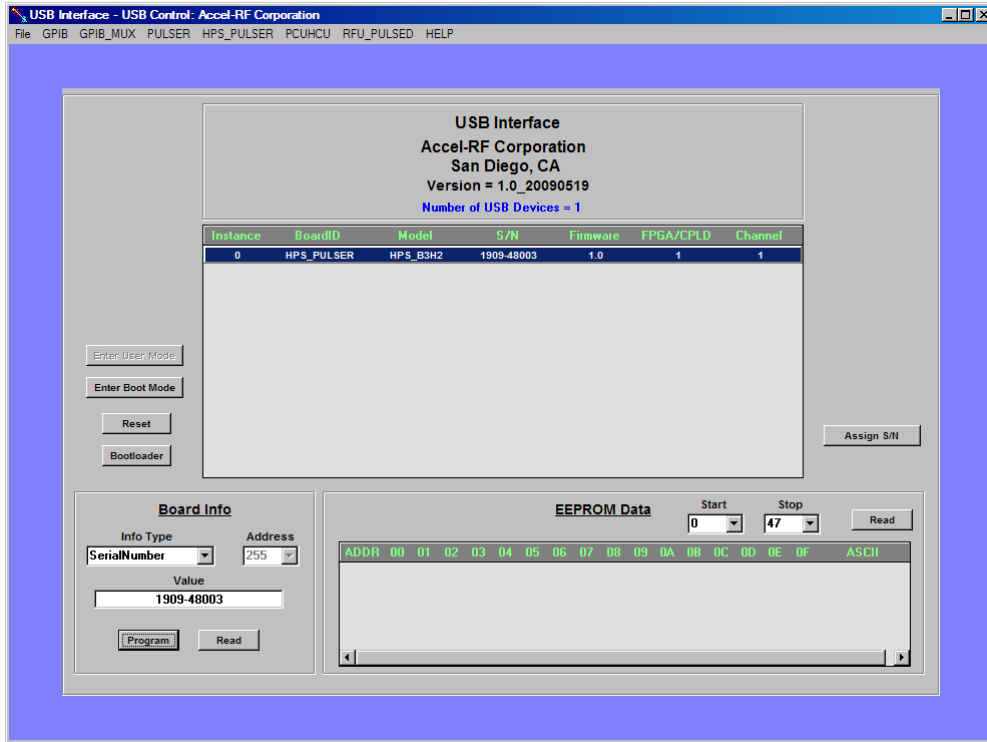 USB Interface - USB Control: Accel-RF Corporation
File GPIB GPIB_MUX PULSER HPS_PULSER PCUHCU RFU_PULSED HELP
USB Interface
Accel-RF Corporation
San Diego, CA
Version = 1.0_20090519
Number of USB Devices = 1
Instance BoardID Model S/N Firmware FPGA/CPLD Channel
0 HPS_PULSER HPS_B3H2 1909-48003 1.0 1 1
Enter User Mode
Enter Boot Mode
Reset
Bootloader
Assign S/N
Board Info
Info Type Address
SerialNumber 255
Value
1909-48003
Program Read
EEPROM Data
Start Stop
0 47 Read
ADDR 00 01 02 03 04 05 06 07 08 09 0A 0B 0C 0D 0E 0F ASCII